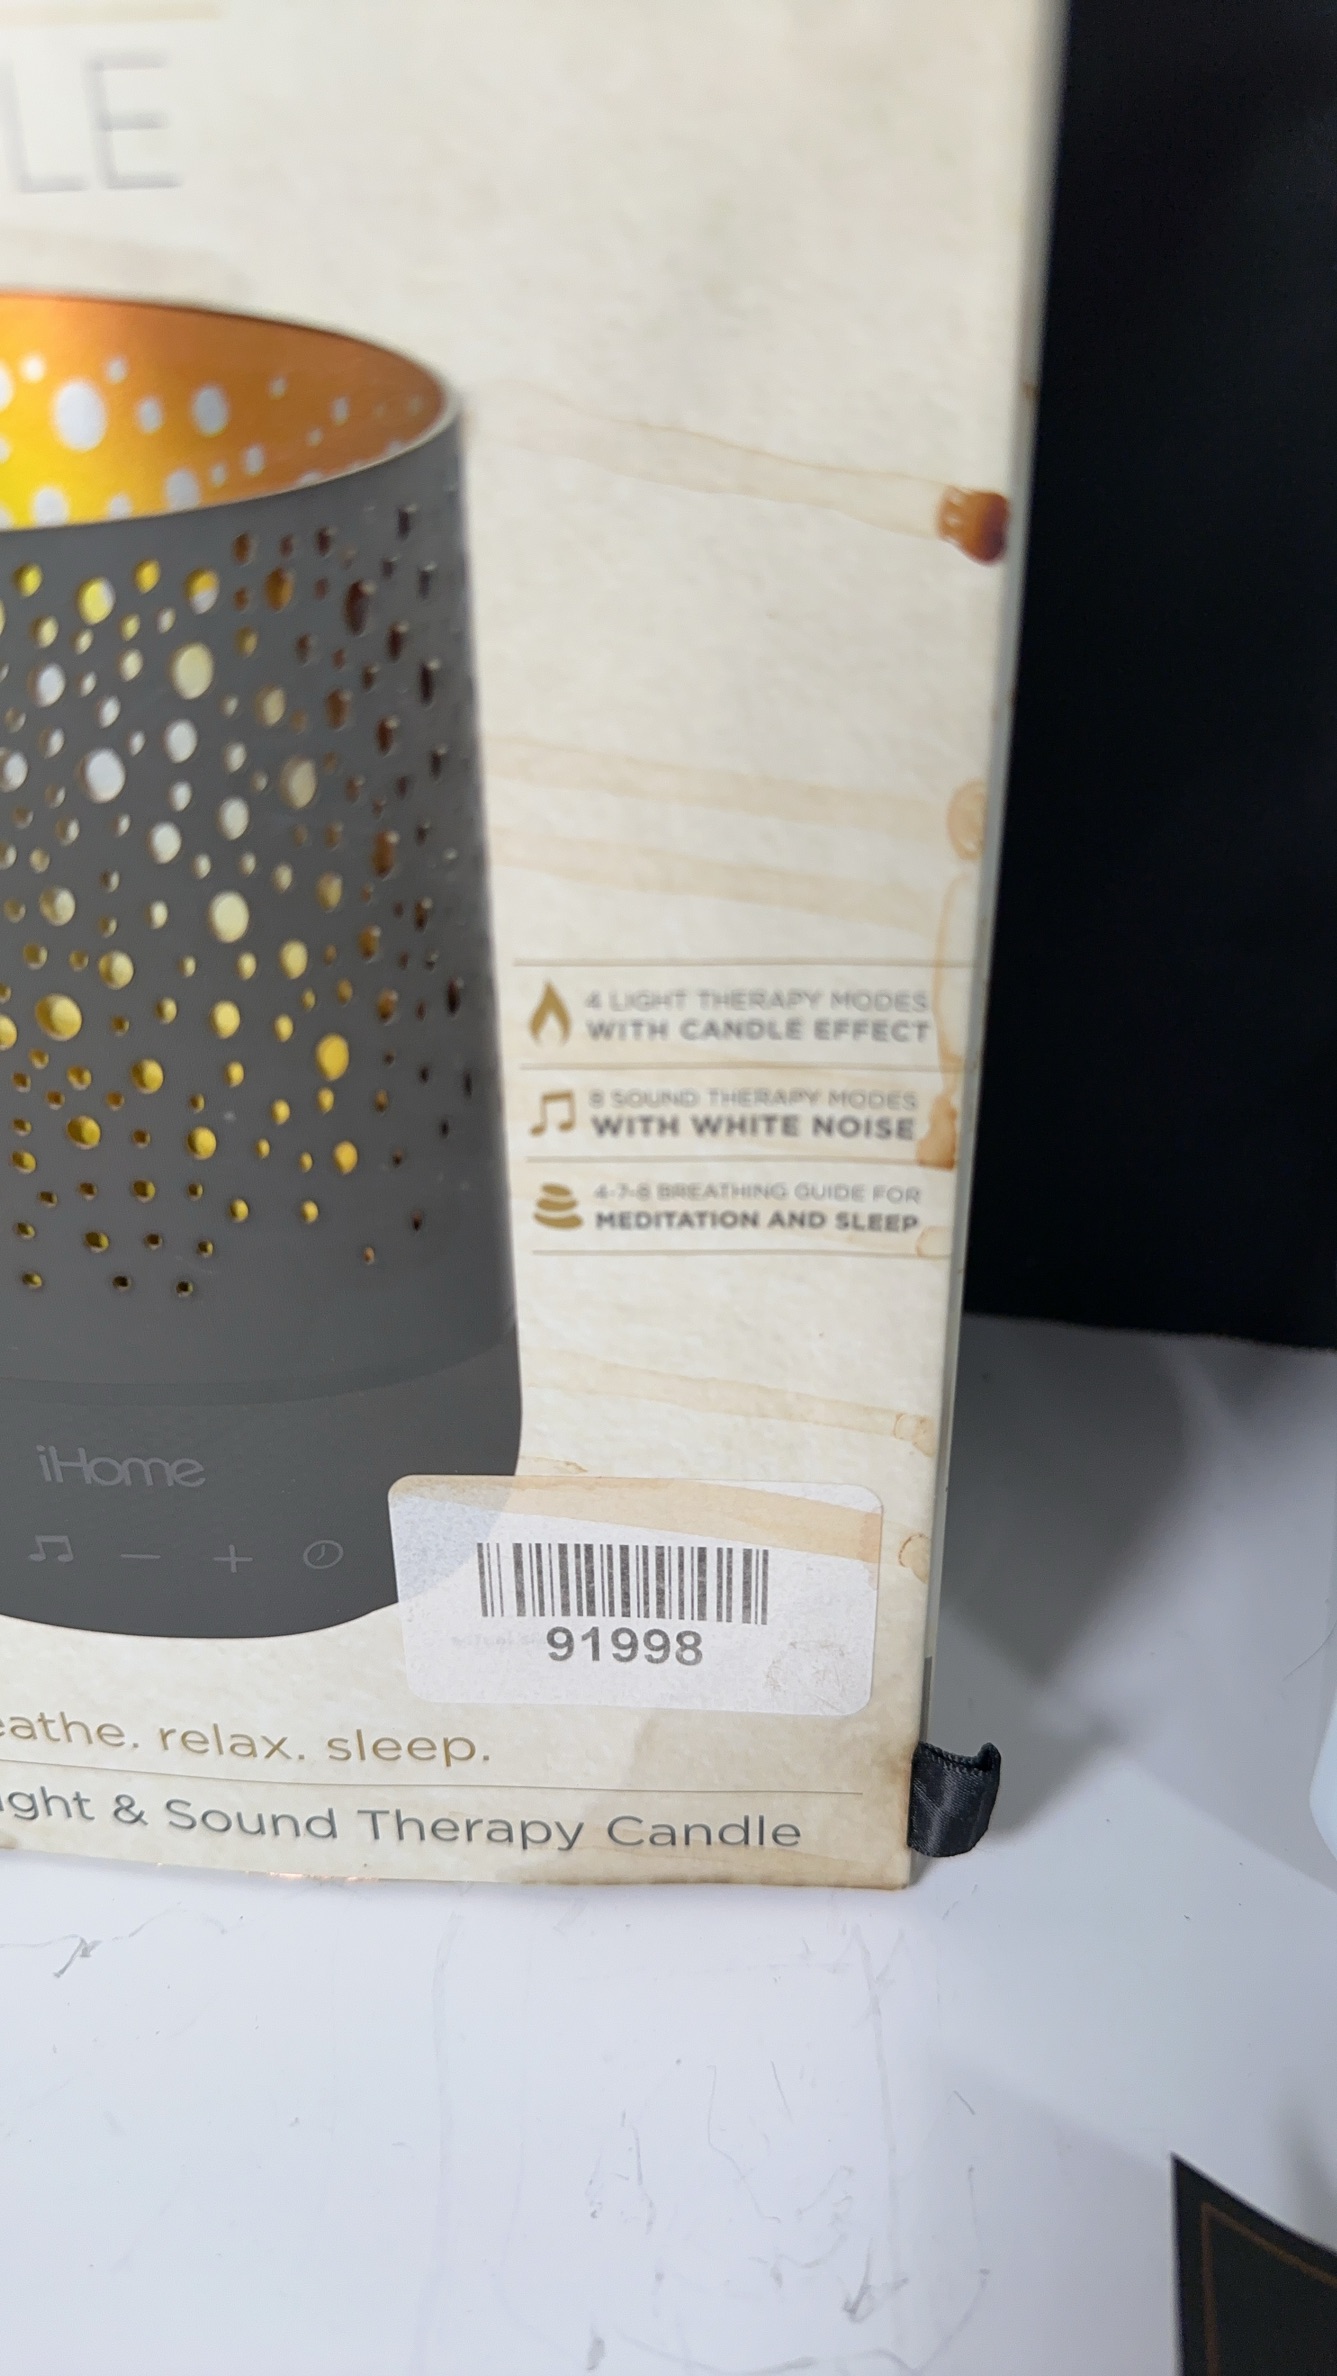 LE
4 LIGHT THERAPY MODES
WITH CANDLE EFFECT
8 SOUND THERAPY MODES
WITH WHITE NOISE
4-7-8 BREATHING GUIDE FOR
MEDITATION AND SLEEP
iHome
91998
eathe. relax. sleep.
ight & Sound Therapy Candle